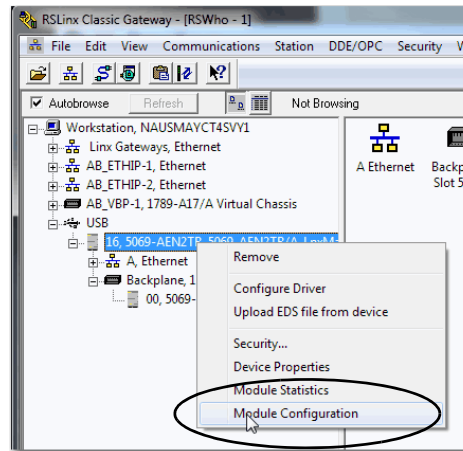 RSLinx Classic Gateway - [RSWho - 1]
File Edit View Communications Station DDE/OPC Security
Autobrowse Refresh Not Browsing
Workstation, NAUSMAYCT4SVY1
Linx Gateways, Ethernet
AB_ETHIP-1, Ethernet
AB_ETHIP-2, Ethernet
AB_VBP-1, 1789-A17/A Virtual Chassis
USB
16, 5069-AEN2TR, 5069-AEN2TR/A
A, Ethernet
Backplane, 1
00, 5069-
A Ethernet
Backp
Slot 5
Remove
Configure Driver
Upload EDS file from device
Security...
Device Properties
Module Statistics
Module Configuration